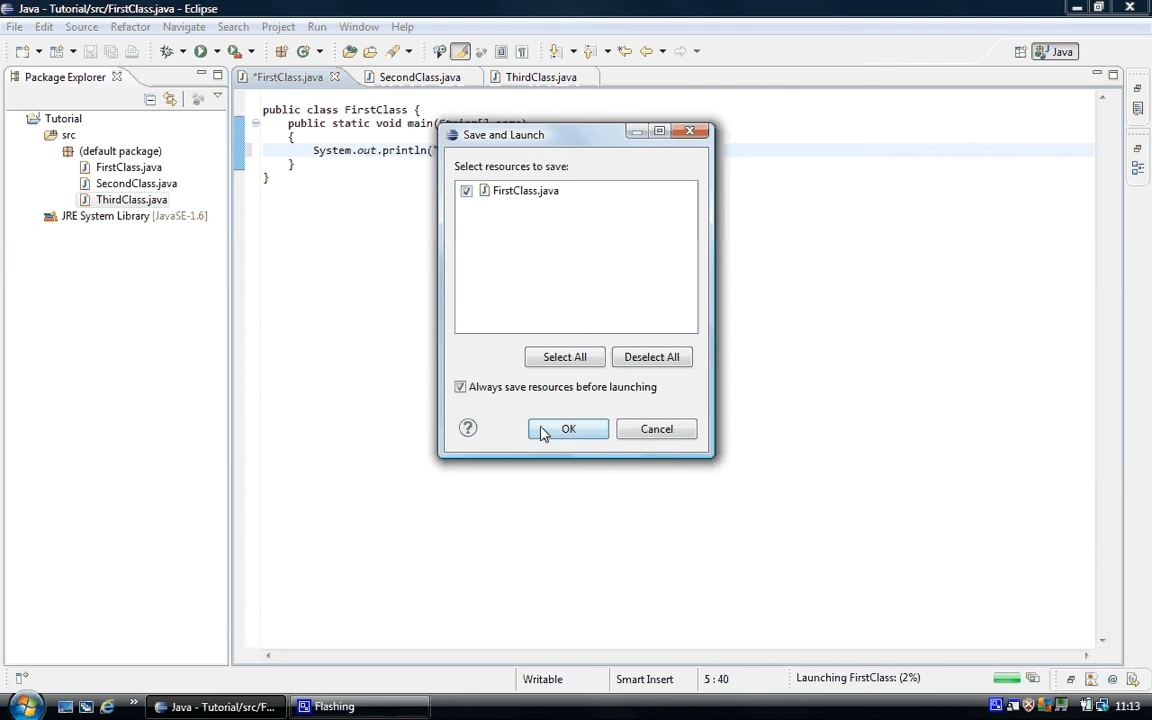 Java - Tutorial/src/FirstClass.java - Eclipse
File Edit Source Refactor Navigate Search Project Run Window Help
Java
Package Explorer
*FirstClass.java SecondClass.java ThirdClass.java
Tutorial
src
(default package)
FirstClass.java
SecondClass.java
ThirdClass.java
JRE System Library [JavaSE-1.6]
public class FirstClass {
public static void main(String[] args)
{
System.out.println("
}
}
Save and Launch
Select resources to save:
FirstClass.java
Select All Deselect All
Always save resources before launching
OK Cancel
Writable Smart Insert 5 : 40 Launching FirstClass: (2%)
Java - Tutorial/src/F... Flashing 11:13